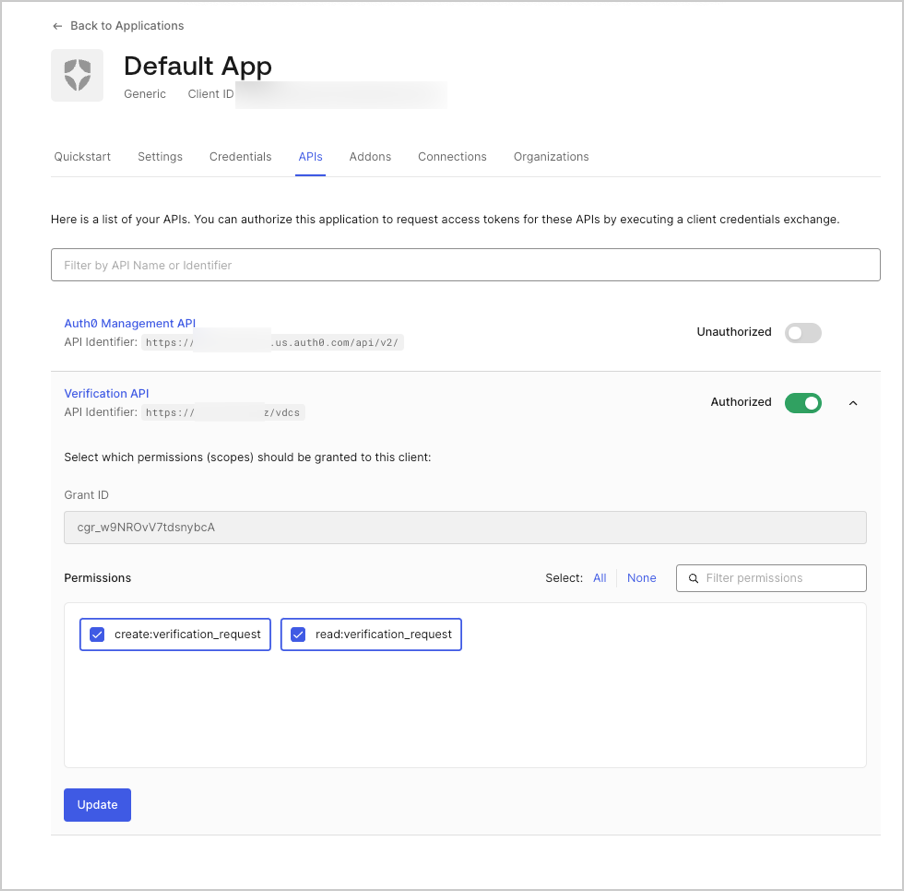 ← Back to Applications
Default App
Generic Client ID
Quickstart Settings Credentials APIs Addons Connections Organizations
Here is a list of your APIs. You can authorize this application to request access tokens for these APIs by executing a client credentials exchange.
Filter by API Name or Identifier
Auth0 Management API
Unauthorized
API Identifier: https:// .us.auth0.com/api/v2/
Verification API
Authorized
API Identifier: https:// z/vdcs
Select which permissions (scopes) should be granted to this client:
Grant ID
cgr_w9NROvV7tdsnybcA
Permissions Select: All None Filter permissions
create:verification_request read:verification_request
Update